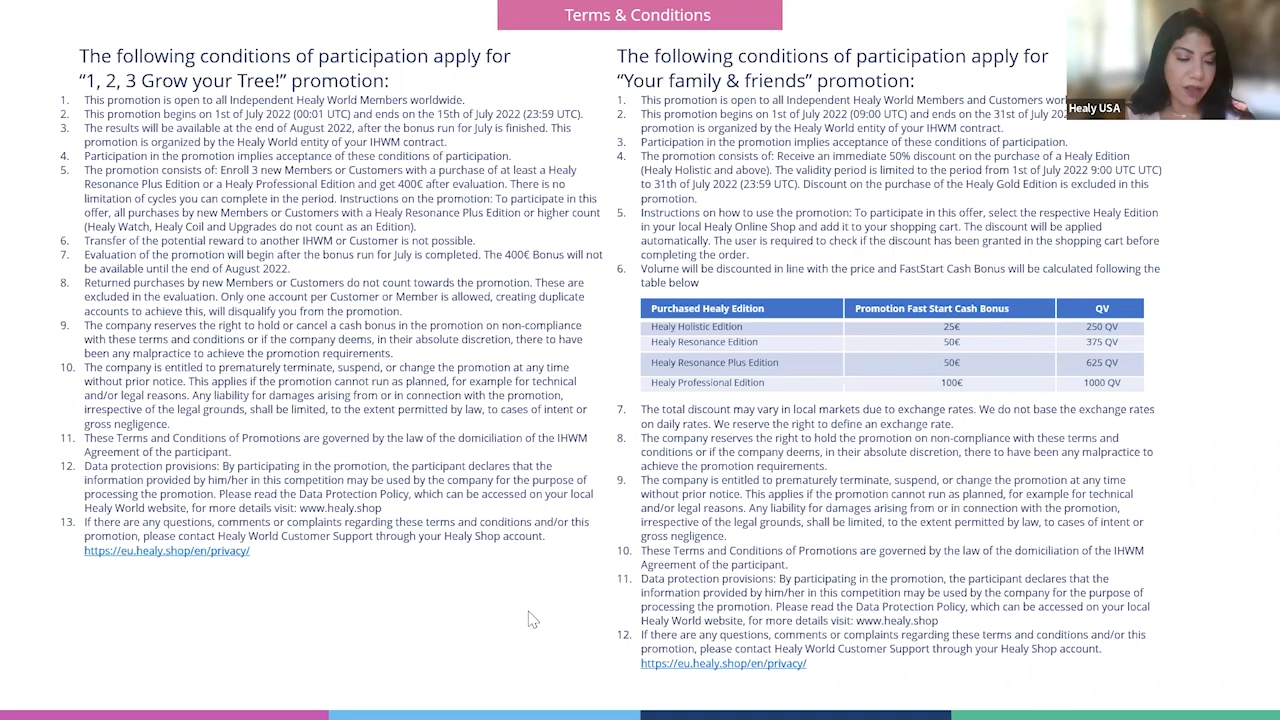 Terms & Conditions
The following conditions of participation apply for
“1, 2, 3 Grow your Tree!” promotion:
1. This promotion is open to all Independent Healy World Members worldwide.
2. This promotion begins on 1st of July 2022 (00:01 UTC) and end on the 15th of July 2022 (23:59 UTC).
3. The results will be available at the end of August 2022, after the bonus run for July is finished. This
promotion is organized by the Healy World entity of your IHWM contract.
4. Participation in the promotion implies acceptance of these conditions of participation.
5. The promotion consists of: Enroll 3 new Members or Customers with a purchase of at least a Healy
Resonance Plus Edition or a Healy Professional Edition and get 400€ after evaluation. There is no
limitation of cycles you can complete in the period. Instructions on the promotion: To participate in this
offer, all purchases by new Members or Customers with a Healy Resonance Plus Edition or higher count
(Healy Watch, Healy Coil and Upgrades do not count as an Edition).
6. Transfer of the potential reward to another IHWM or Customer is not possible.
7. Evaluation of the promotion will begin after the bonus run for July is completed. The 400€ Bonus will not
be available until the end of August 2022.
8. Returned purchases by new Members or Customers do not count towards the promotion. These are
excluded in the evaluation. Only one account per Customer or Member is allowed, creating duplicate
accounts to achieve this, will disqualify you from the promotion.
9. The company reserves the right to hold or cancel a cash bonus in the promotion on non-compliance
with these terms and conditions or if the company deems, in their absolute discretion, there to have
been any malpractice to achieve the promotion requirements.
10. The company is entitled to prematurely terminate, suspend, or change the promotion at any time
without prior notice. This applies if the promotion cannot run as planned, for example for technical
and/or legal reasons. Any liability for damages arising from or in connection with the promotion,
irrespective of the legal grounds, shall be limited, to the extent permitted by law, to cases of intent or
gross negligence.
11. These Terms and Conditions of Promotions are governed by the law of the domiciliation of the IHWM
Agreement of the participant.
12. Data protection provisions: By participating in the promotion, the participant declares that the
information provided by him/her in this competition may be used by the company for the purpose of
processing the promotion. Please read the Data Protection Policy, which can be accessed on your local
Healy World website, for more details visit: www.healy.shop
13. If there are any questions, comments or complaints regarding these terms and conditions and/or this
promotion, please contact Healy World Customer Support through your Healy Shop account.
https://eu.healy.shop/en/privacy/
The following conditions of participation apply for
“Your family & friends” promotion:
1. This promotion is open to all Independent Healy World Members and Customers
2. This promotion begins on 1st of July 2022 (09:00 UTC) and ends on the 31st of July
promotion is organized by the Healy World entity of your IHWM contract.
3. Participation in the promotion implies acceptance of these conditions of participation.
4. The promotion consists of: Receive an immediate 50% discount on the purchase of a Healy Edition
(Healy Holistic and above). The validity period is limited to the period from 1st of July 2022 9:00 UTC UTC)
to 31th of July 2022 (23:59 UTC). Discount on the purchase of the Healy Gold Edition is excluded in this
promotion.
5. Instructions on how to use the promotion: To participate in this offer, select the respective Healy Edition
in your local Healy Online Shop and add it to your shopping cart. The discount will be applied
automatically. The user is required to check if the discount has been granted in the shopping cart before
completing the order.
6. Volume will be discounted in line with the price and FastStart Cash Bonus will be calculated following the
table below
Purchased Healy Edition Promotion Fast Start Cash Bonus QV
Healy Holistic Edition 25€ 250 QV
Healy Resonance Edition 50€ 375 QV
Healy Resonance Plus Edition 50€ 625 QV
Healy Professional Edition 100€ 1000 QV
7. The total discount may vary in local markets due to exchange rates. We do not base the exchange rates
on daily rates. We reserve the right to define an exchange rate.
8. The company reserves the right to hold the promotion on non-compliance with these terms and
conditions or if the company deems, in their absolute discretion, there to have been any malpractice to
achieve the promotion requirements.
9. The company is entitled to prematurely terminate, suspend, or change the promotion at any time
without prior notice. This applies if the promotion cannot run as planned, for example for technical
and/or legal reasons. Any liability for damages arising from or in connection with the promotion,
irrespective of the legal grounds, shall be limited, to the extent permitted by law, to cases of intent or
gross negligence.
10. These Terms and Conditions of Promotions are governed by the law of the domiciliation of the IHWM
Agreement of the participant.
11. Data protection provisions: By participating in the promotion, the participant declares that the
information provided by him/her in this competition may be used by the company for the purpose of
processing the promotion. Please read the Data Protection Policy, which can be accessed on your local
Healy World website, for more details visit: www.healy.shop
12. If there are any questions, comments or complaints regarding these terms and conditions and/or this
promotion, please contact Healy World Customer Support through your Healy Shop account.
https://eu.healy.shop/en/privacy/
Healy USA